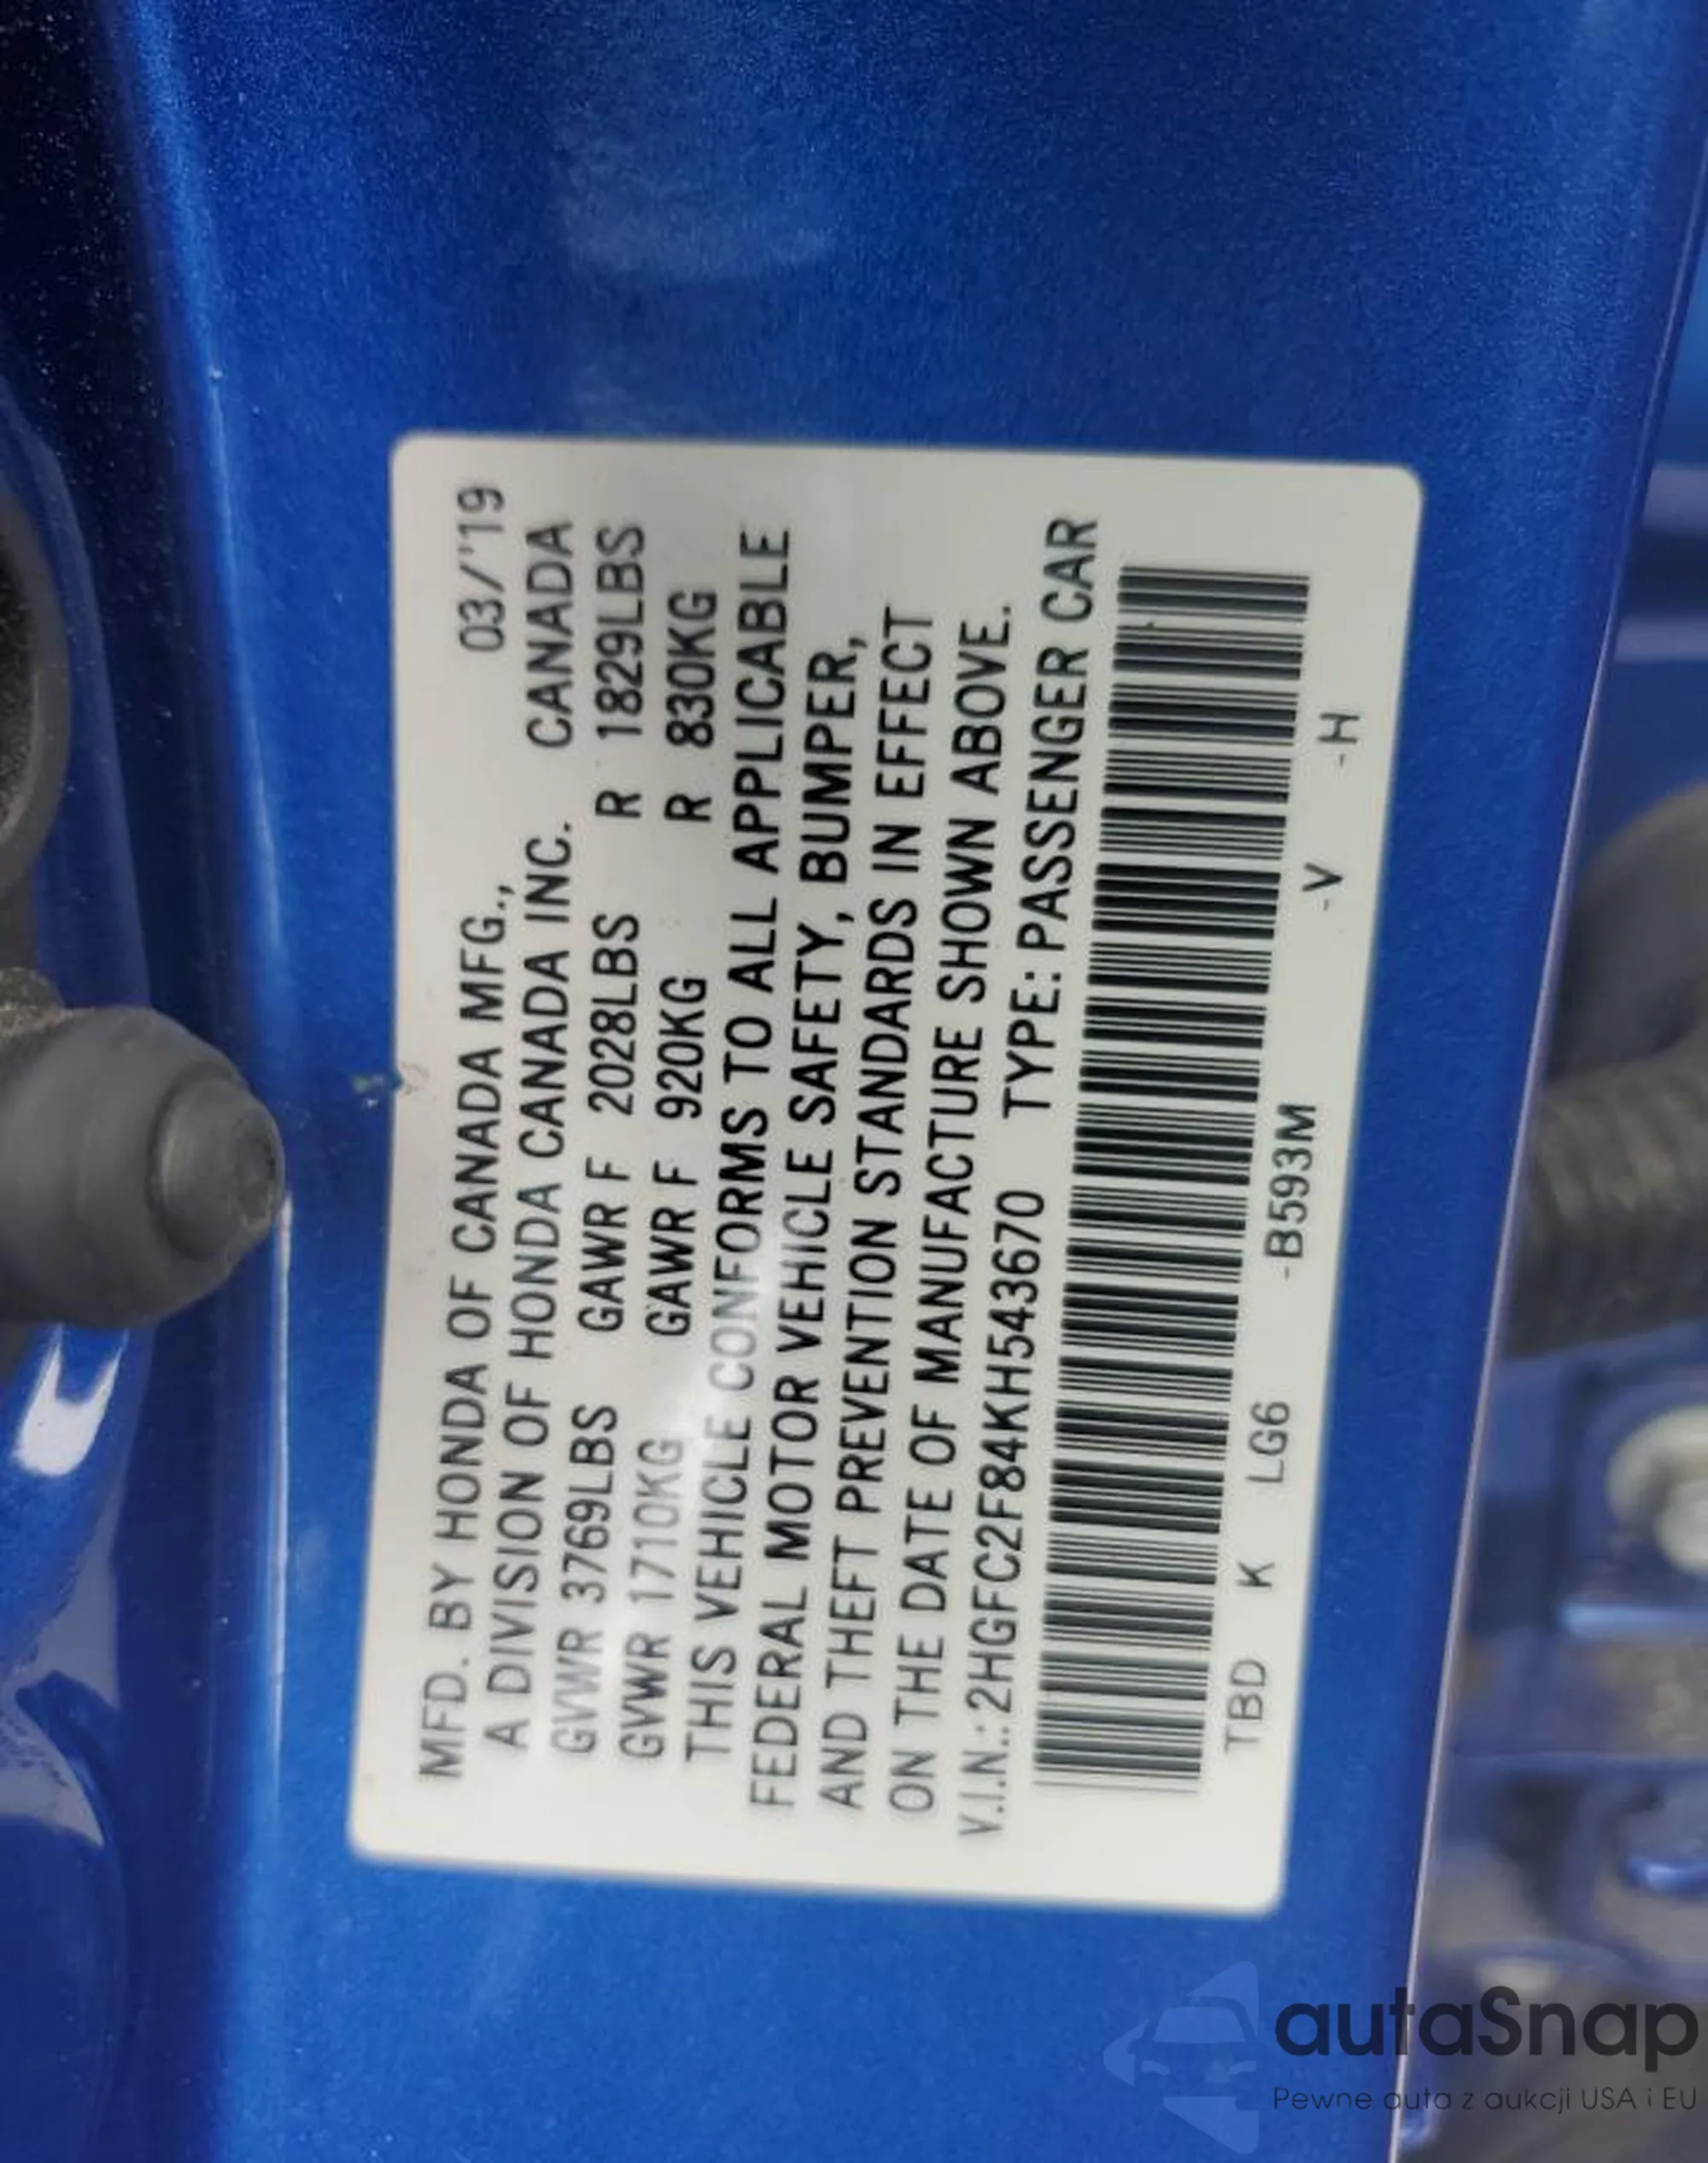 MFD. BY HONDA OF CANADA MFG., 03/'19
A DIVISION OF HONDA CANADA INC. CANADA
GVWR 3769LBS GAWR F 2028LBS R 1829LBS
GVWR 1710KG GAWR F 920KG R 830KG
THIS VEHICLE CONFORMS TO ALL APPLICABLE
FEDERAL MOTOR VEHICLE SAFETY, BUMPER,
AND THEFT PREVENTION STANDARDS IN EFFECT
ON THE DATE OF MANUFACTURE SHOWN ABOVE.
V.I.N.: 2HGFC2F84KH543670 TYPE: PASSENGER CAR
TBD K LG6 -B593M -V -H
autaSnap
Pewne auta z aukcji USA i EU